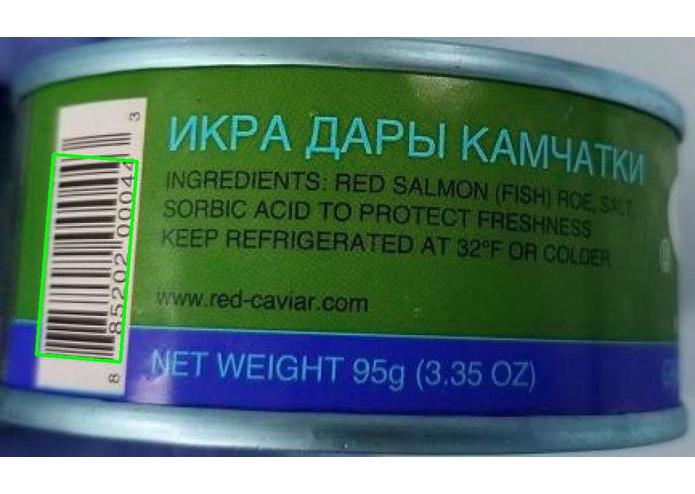 ИКРА ДАРЫ КАМЧАТКИ
INGREDIENTS: RED SALMON (FISH) ROE, SALT,
SORBIC ACID TO PROTECT FRESHNESS
KEEP REFRIGERATED AT 32°F OR COLDER
www.red-caviar.com
NET WEIGHT 95g (3.35 OZ)
8 85202 00044 3